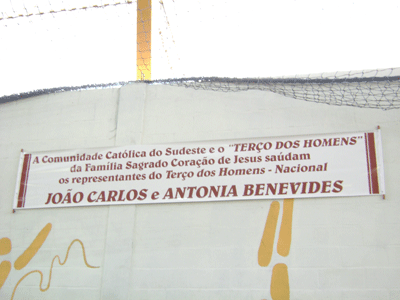 A Comunidade Católica do Sudeste e o "TERÇO DOS HOMENS"
da Família Sagrado Coração de Jesus saúdam
os representantes do Terço dos Homens - Nacional
JOÃO CARLOS e ANTONIA BENEVIDES